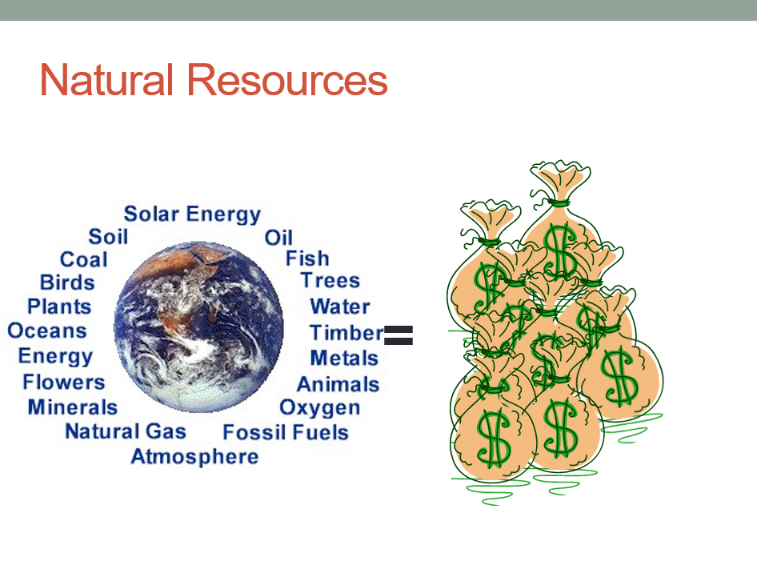 Natural Resources
Solar Energy
Soil
Oil
Coal
Fish
Birds
Trees
Plants
Water
Oceans
Timber
=
Energy
Metals
Flowers
Animals
Minerals
Oxygen
Natural Gas
Fossil Fuels
Atmosphere
$
$
$
$
$
$
$
$